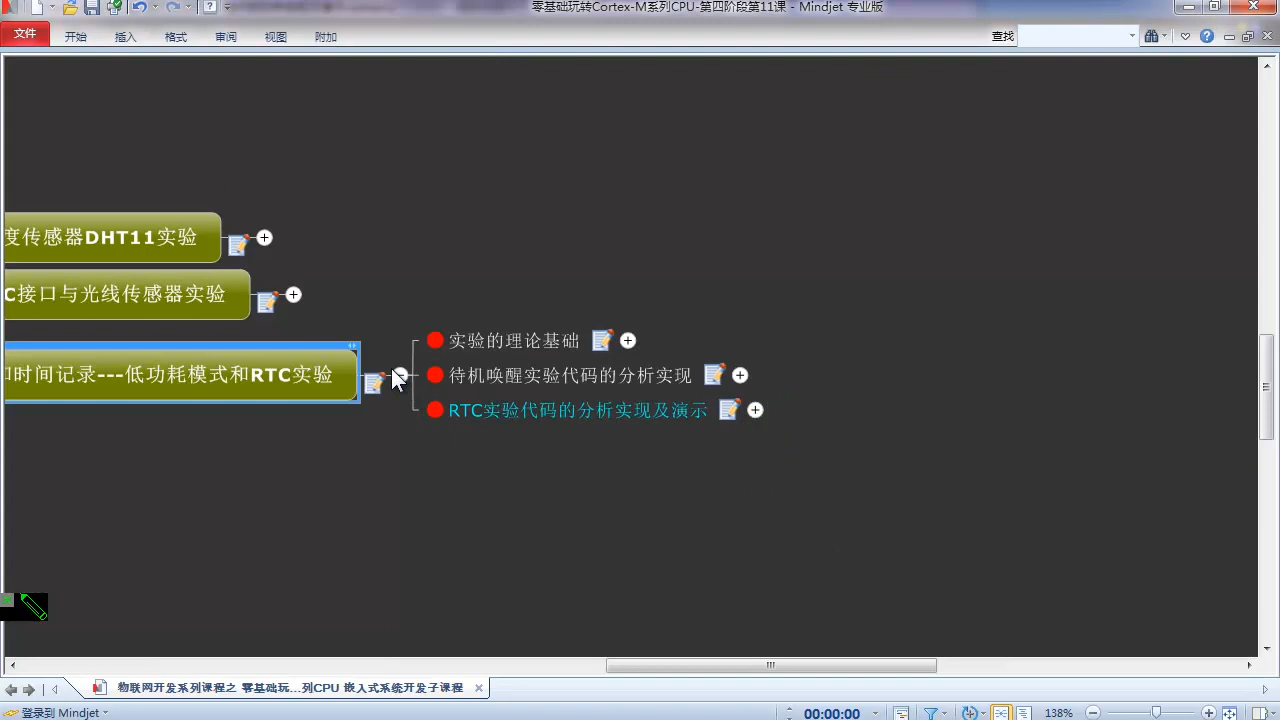 零基础玩转Cortex-M系列CPU-第四阶段第11课 - Mindjet 专业版
文件 开始 插入 格式 审阅 视图 附加 查找
度传感器DHT11实验
C接口与光线传感器实验
实验的理论基础
和时间记录---低功耗模式和RTC实验
待机唤醒实验代码的分析实现
RTC实验代码的分析实现及演示
物联网开发系列课程之 零基础玩...列CPU 嵌入式系统开发子课程
登录到 Mindjet 00:00:00 138%